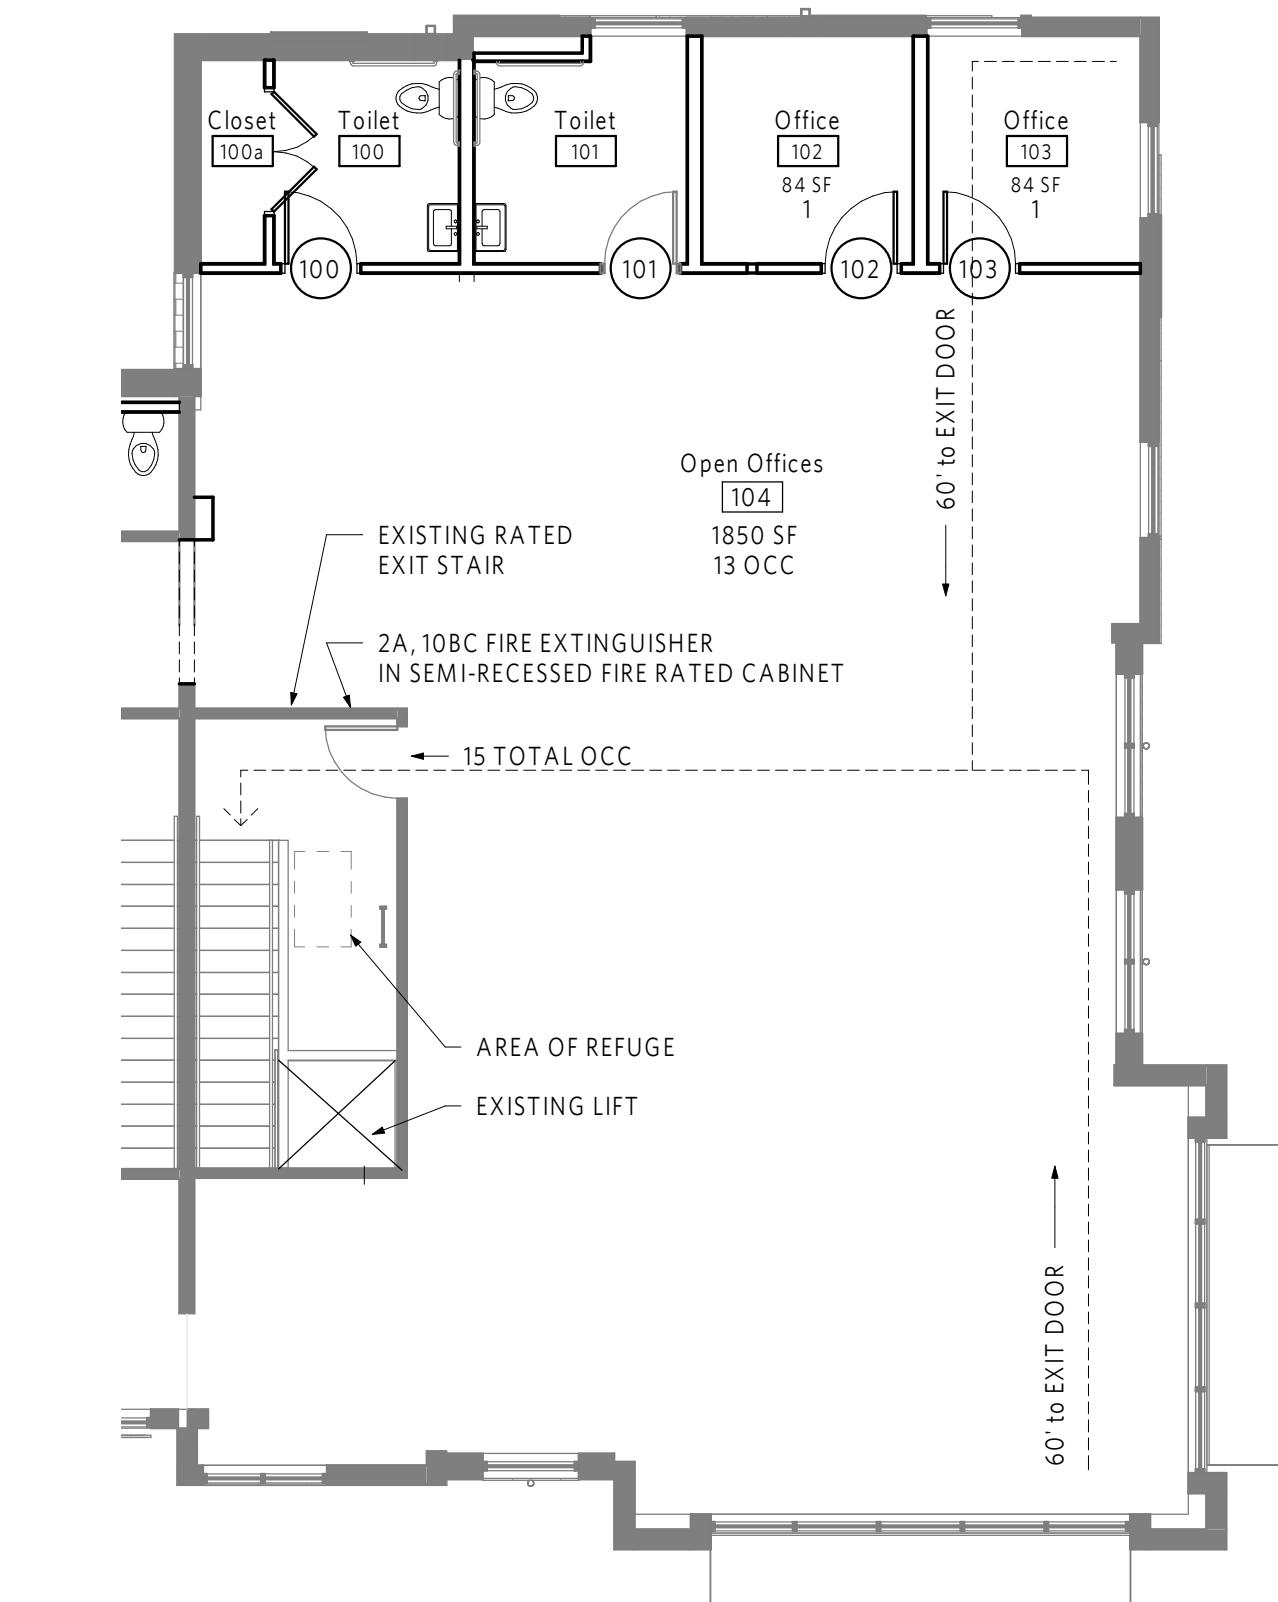 Closet
100a
Toilet
100
Toilet
101
Office
102
84 SF
1
Office
103
84 SF
1
100
101
102
103
60' to EXIT DOOR
Open Offices
104
1850 SF
13 OCC
EXISTING RATED
EXIT STAIR
2A, 10BC FIRE EXTINGUISHER
IN SEMI-RECESSED FIRE RATED CABINET
15 TOTAL OCC
AREA OF REFUGE
EXISTING LIFT
60' to EXIT DOOR